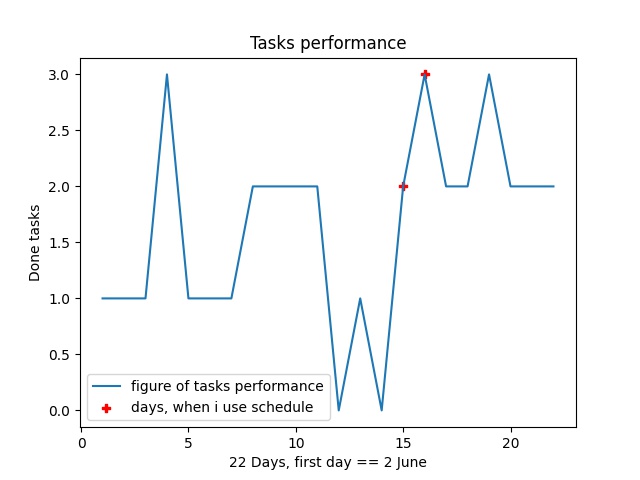 Tasks performance
3.0
2.5
2.0
1.5
1.0
0.5
0.0
Done tasks
figure of tasks performance
days, when i use schedule
0 5 10 15 20
22 Days, first day == 2 June